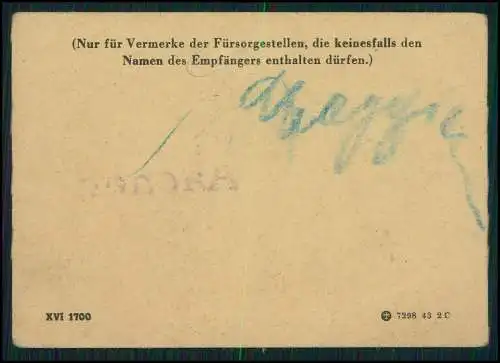 (Nur für Vermerke der Fürsorgestellen, die keinesfalls den
Namen des Empfängers enthalten dürfen.)
XVI 1700
7298 43 2 C